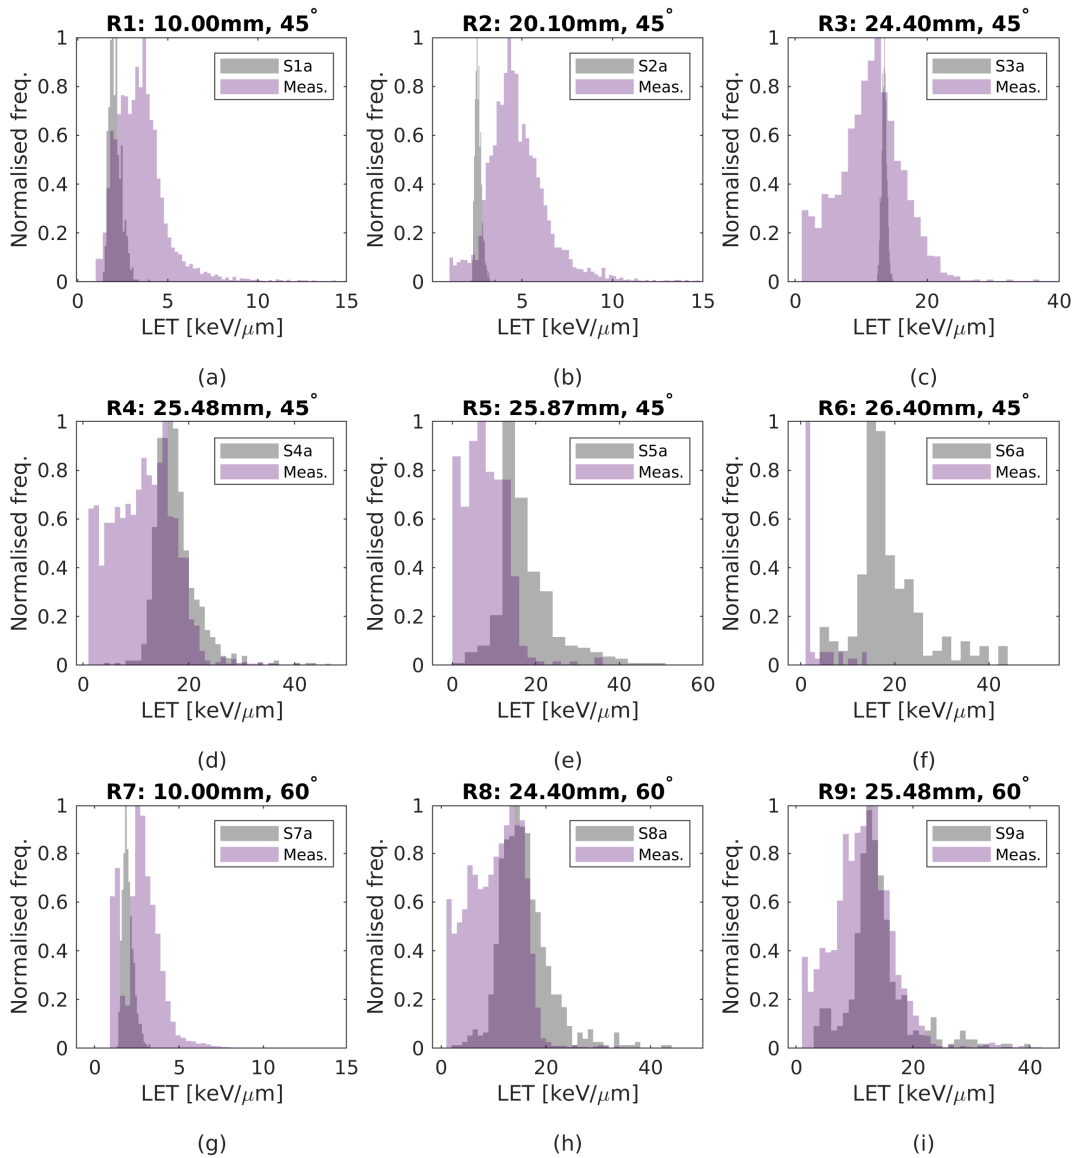 R1: 10.00mm, 45°
1
0.8
0.6
0.4
0.2
0
Normalised freq.
S1a
Meas.
0 5 10 15
LET [keV/μm]
(a)
R2: 20.10mm, 45°
1
0.8
0.6
0.4
0.2
0
Normalised freq.
S2a
Meas.
5 10 15
LET [keV/μm]
(b)
R3: 24.40mm, 45°
1
0.8
0.6
0.4
0.2
0
Normalised freq.
S3a
Meas.
0 20 40
LET [keV/μm]
(c)
R4: 25.48mm, 45°
1
0.8
0.6
0.4
0.2
0
Normalised freq.
S4a
Meas.
0 20 40
LET [keV/μm]
(d)
R5: 25.87mm, 45°
1
0.8
0.6
0.4
0.2
0
Normalised freq.
S5a
Meas.
0 20 40 60
LET [keV/μm]
(e)
R6: 26.40mm, 45°
1
0.8
0.6
0.4
0.2
0
Normalised freq.
S6a
Meas.
0 20 40
LET [keV/μm]
(f)
R7: 10.00mm, 60°
1
0.8
0.6
0.4
0.2
0
Normalised freq.
S7a
Meas.
0 5 10 15
LET [keV/μm]
(g)
R8: 24.40mm, 60°
1
0.8
0.6
0.4
0.2
0
Normalised freq.
S8a
Meas.
0 20 40
LET [keV/μm]
(h)
R9: 25.48mm, 60°
1
0.8
0.6
0.4
0.2
0
Normalised freq.
S9a
Meas.
0 20 40
LET [keV/μm]
(i)